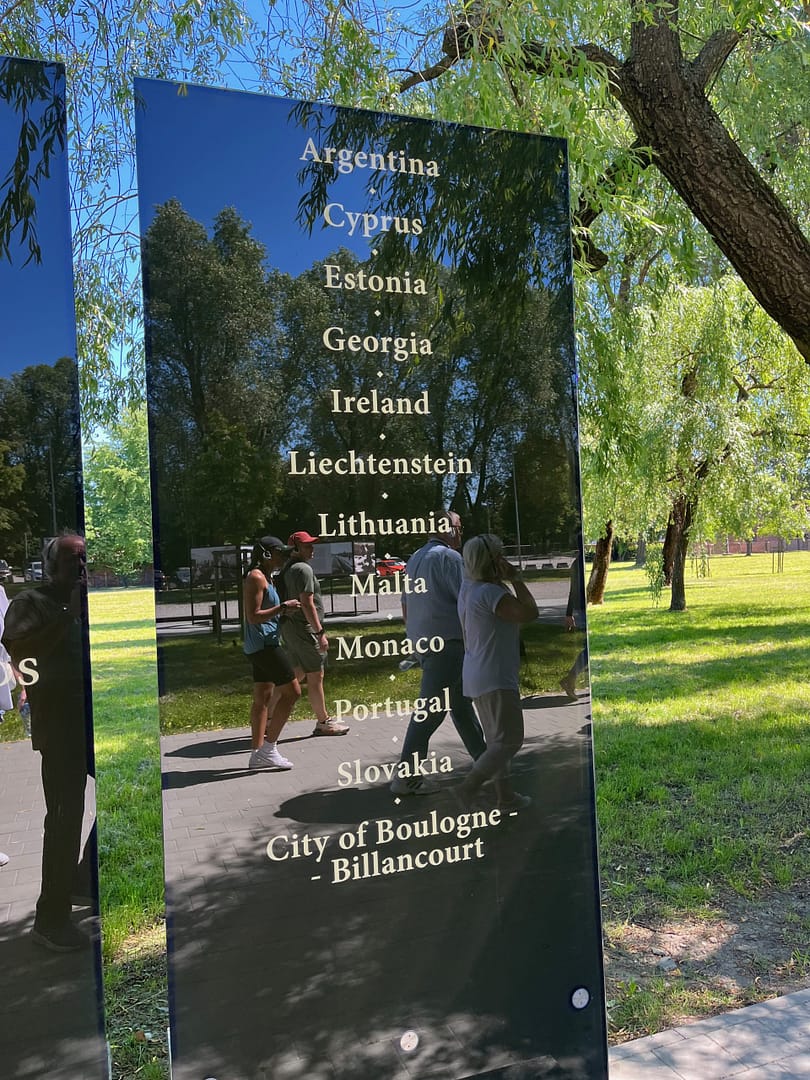 Argentina
Cyprus
Estonia
Georgia
Ireland
Liechtenstein
Lithuania
Malta
Monaco
Portugal
Slovakia
City of Boulogne -
- Billancourt